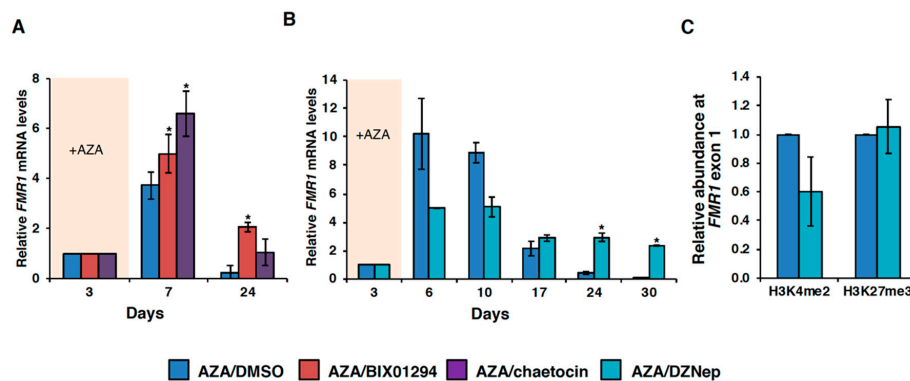 A
Relative FMR1 mRNA levels
8
6
4
2
0
+AZA
*
*
*
3
7
24
Days
B
Relative FMR1 mRNA levels
14
12
10
8
6
4
2
0
+AZA
*
*
3
6
10
17
24
30
Days
C
Relative abundance at
FMR1 exon 1
1.4
1.2
1.0
0.8
0.6
0.4
0.2
0.0
H3K4me2
H3K27me3
AZA/DMSO
AZA/BIX01294
AZA/chaetocin
AZA/DZNep